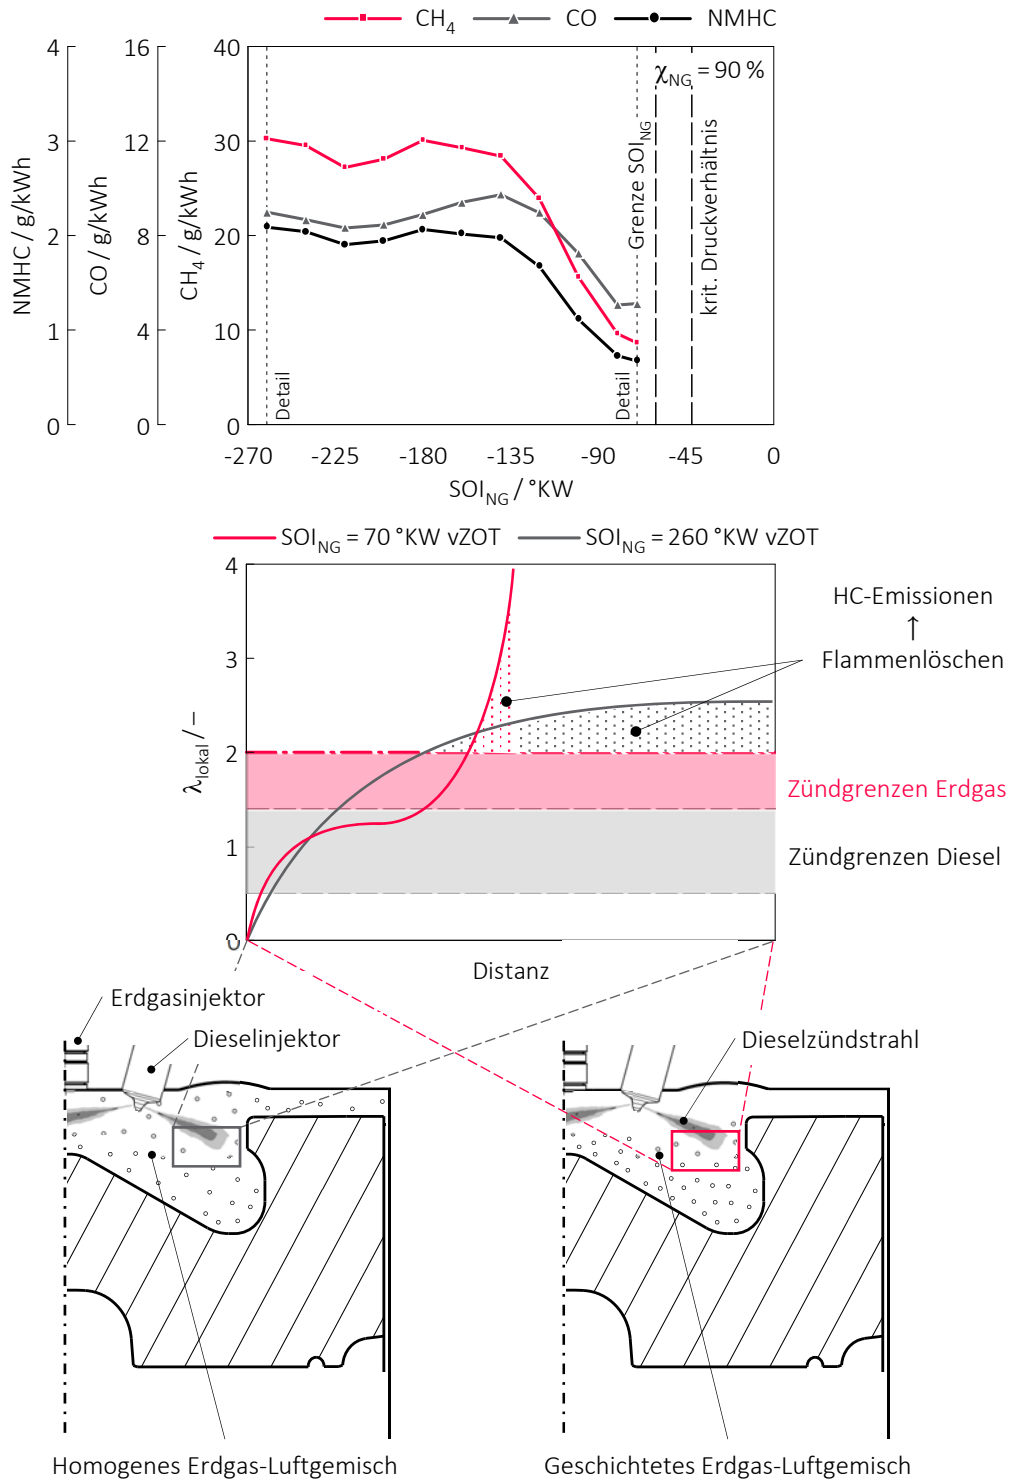 CH4 CO NMHC
4 16 40
χNG = 90 %
3 12 30
2 8 20
1 4 10
0 0 0
NMHC / g/kWh
CO / g/kWh
CH4 / g/kWh
Detail
Detail
Grenze SOING
krit. Druckverhältnis
-270 -225 -180 -135 -90 -45 0
SOING / °KW
SOING = 70 °KW vZOT SOING = 260 °KW vZOT
4
3
2
1
0
λlokal / –
HC-Emissionen
↑
Flammenlöschen
Zündgrenzen Erdgas
Zündgrenzen Diesel
Distanz
Erdgasinjektor
Dieselinjektor
Dieselzündstrahl
Homogenes Erdgas-Luftgemisch
Geschichtetes Erdgas-Luftgemisch